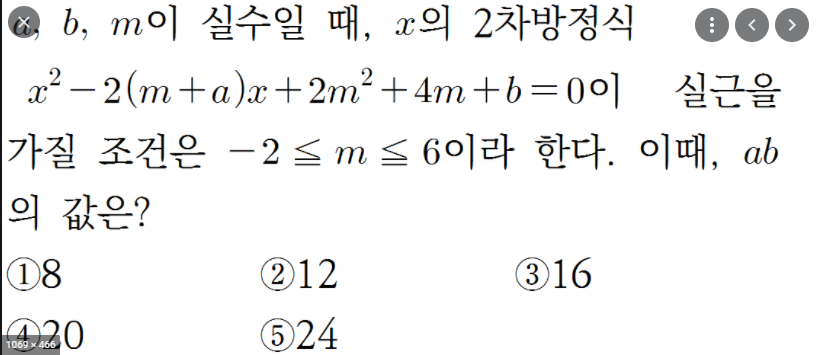 a, b, m이 실수일 때, x의 2차방정식
x² − 2(m + a)x + 2m² + 4m + b = 0이 실근을
가질 조건은 −2 ≦ m ≦ 6이라 한다. 이때, ab
의 값은?
①8 ②12 ③16
④20 ⑤24
1069 × 466